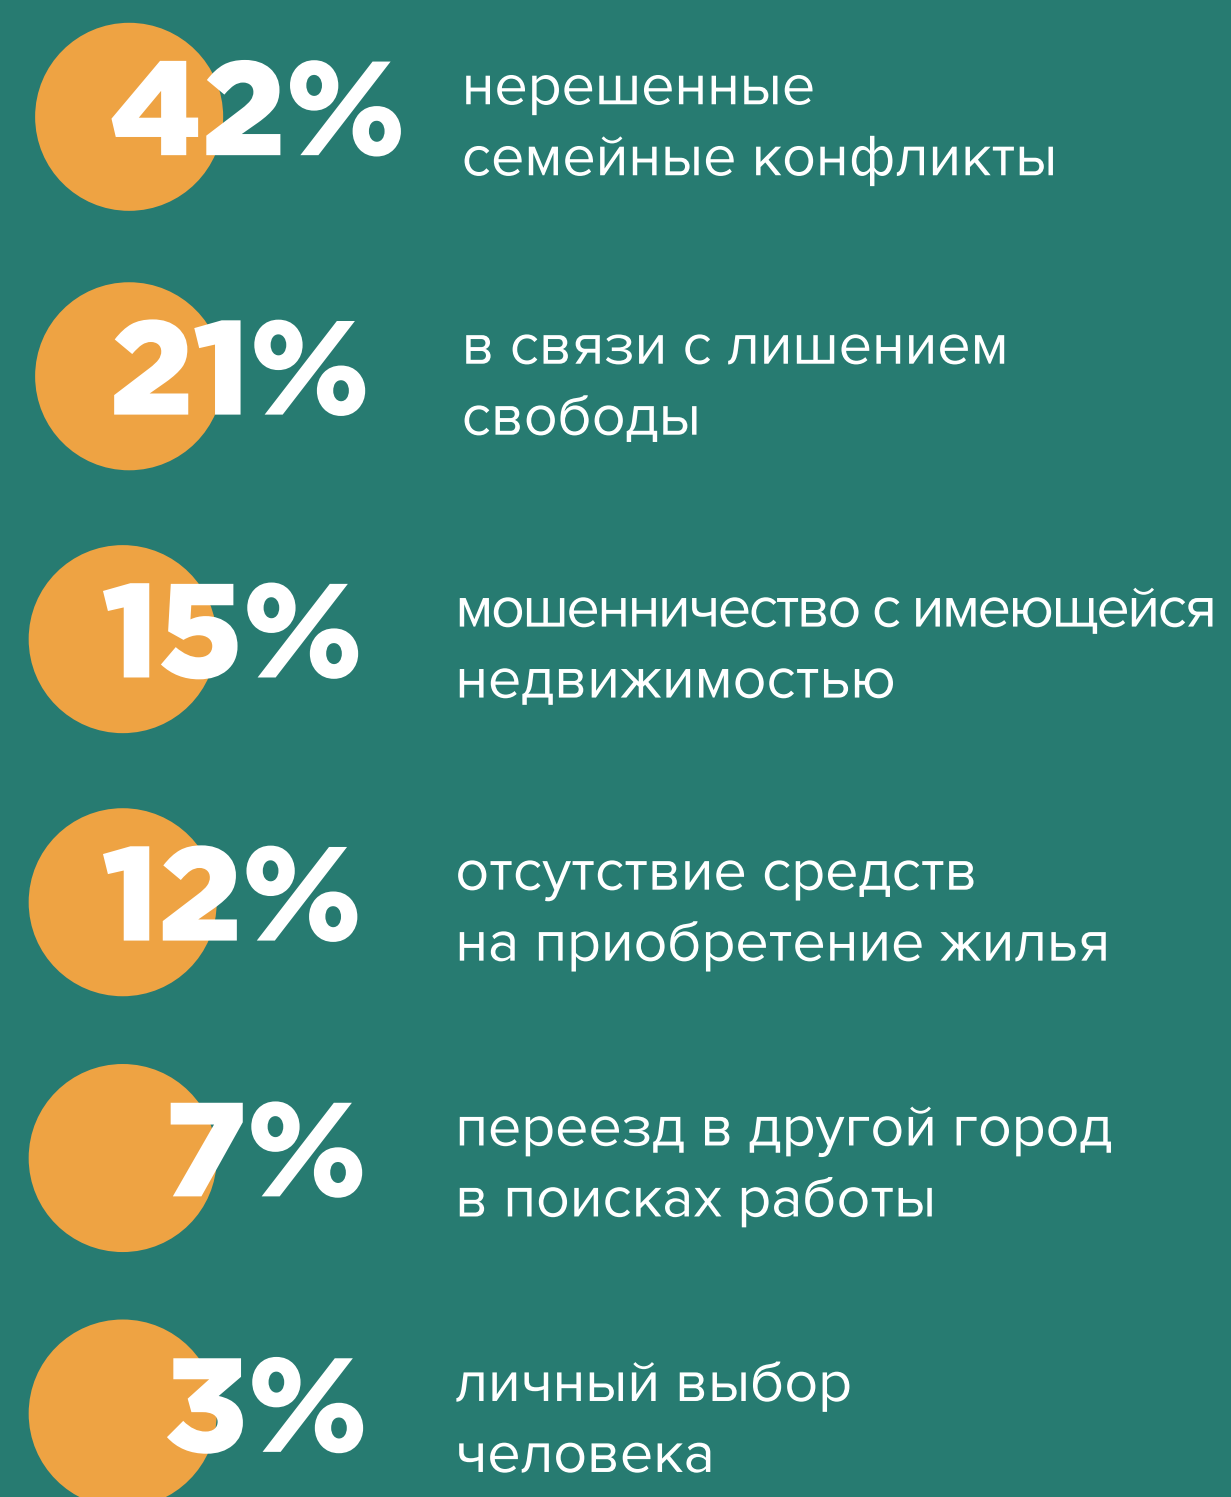 42%
нерешенные
семейные конфликты
21%
в связи с лишением
свободы
15%
мошенничество с имеющейся
недвижимостью
12%
отсутствие средств
на приобретение жилья
7%
переезд в другой город
в поисках работы
3%
личный выбор
человека